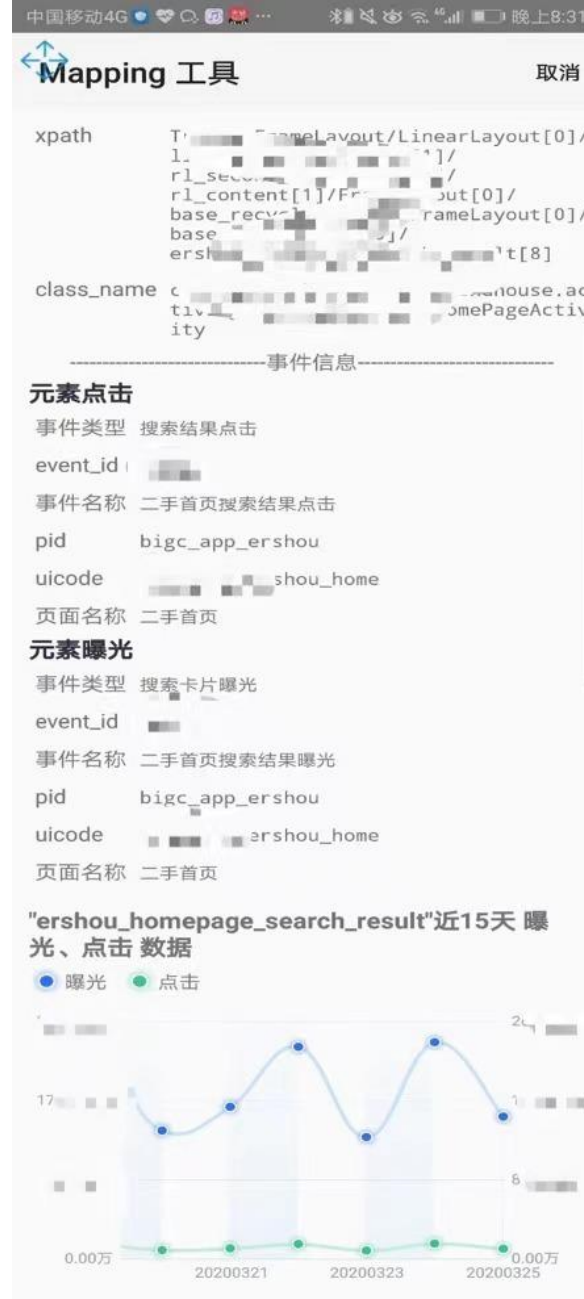 中国移动4G ... 晚上8:31
Mapping 工具 取消
xpath FrameLayout/LinearLayout[0]/
rl_content[1]/ [0]/
rameLayout[0]/
base
t[8]
class_name
omePageActiv
ity
事件信息
元素点击
事件类型 搜索结果点击
event_id
事件名称 二手首页搜索结果点击
pid bigc_app_ershou
uicode shou_home
页面名称 二手首页
元素曝光
事件类型 搜索卡片曝光
event_id
事件名称 二手首页搜索结果曝光
pid bigc_app_ershou
uicode ershou_home
页面名称 二手首页
"ershou_homepage_search_result"近15天 曝
光、点击 数据
曝光 点击
0.00万 0.00万
20200321 20200323 20200325